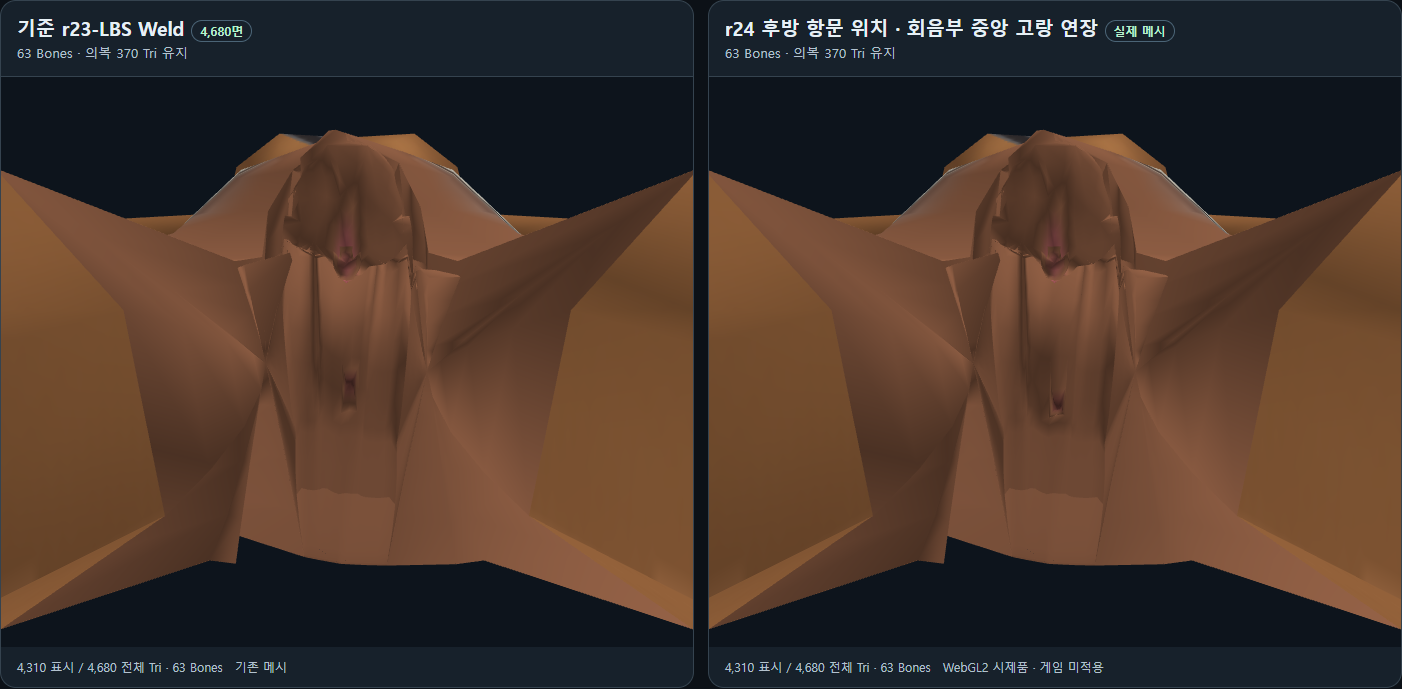 기준 r23-LBS Weld 4,680면
63 Bones · 의복 370 Tri 유지
r24 후방 항문 위치 · 회음부 중앙 고랑 연장 실제 메시
63 Bones · 의복 370 Tri 유지
4,310 표시 / 4,680 전체 Tri · 63 Bones 기존 메시
4,310 표시 / 4,680 전체 Tri · 63 Bones WebGL2 시제품 · 게임 미적용